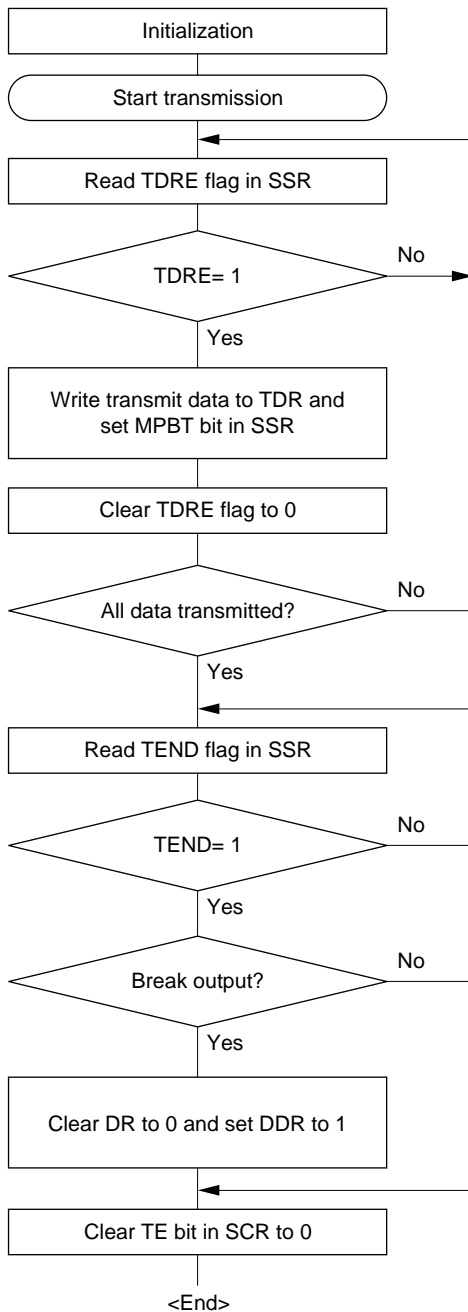 Initialization
Start transmission
Read TDRE flag in SSR
TDRE= 1
No
Yes
Write transmit data to TDR and
set MPBT bit in SSR
Clear TDRE flag to 0
All data transmitted?
No
Yes
Read TEND flag in SSR
TEND= 1
No
Yes
Break output?
No
Yes
Clear DR to 0 and set DDR to 1
Clear TE bit in SCR to 0
<End>